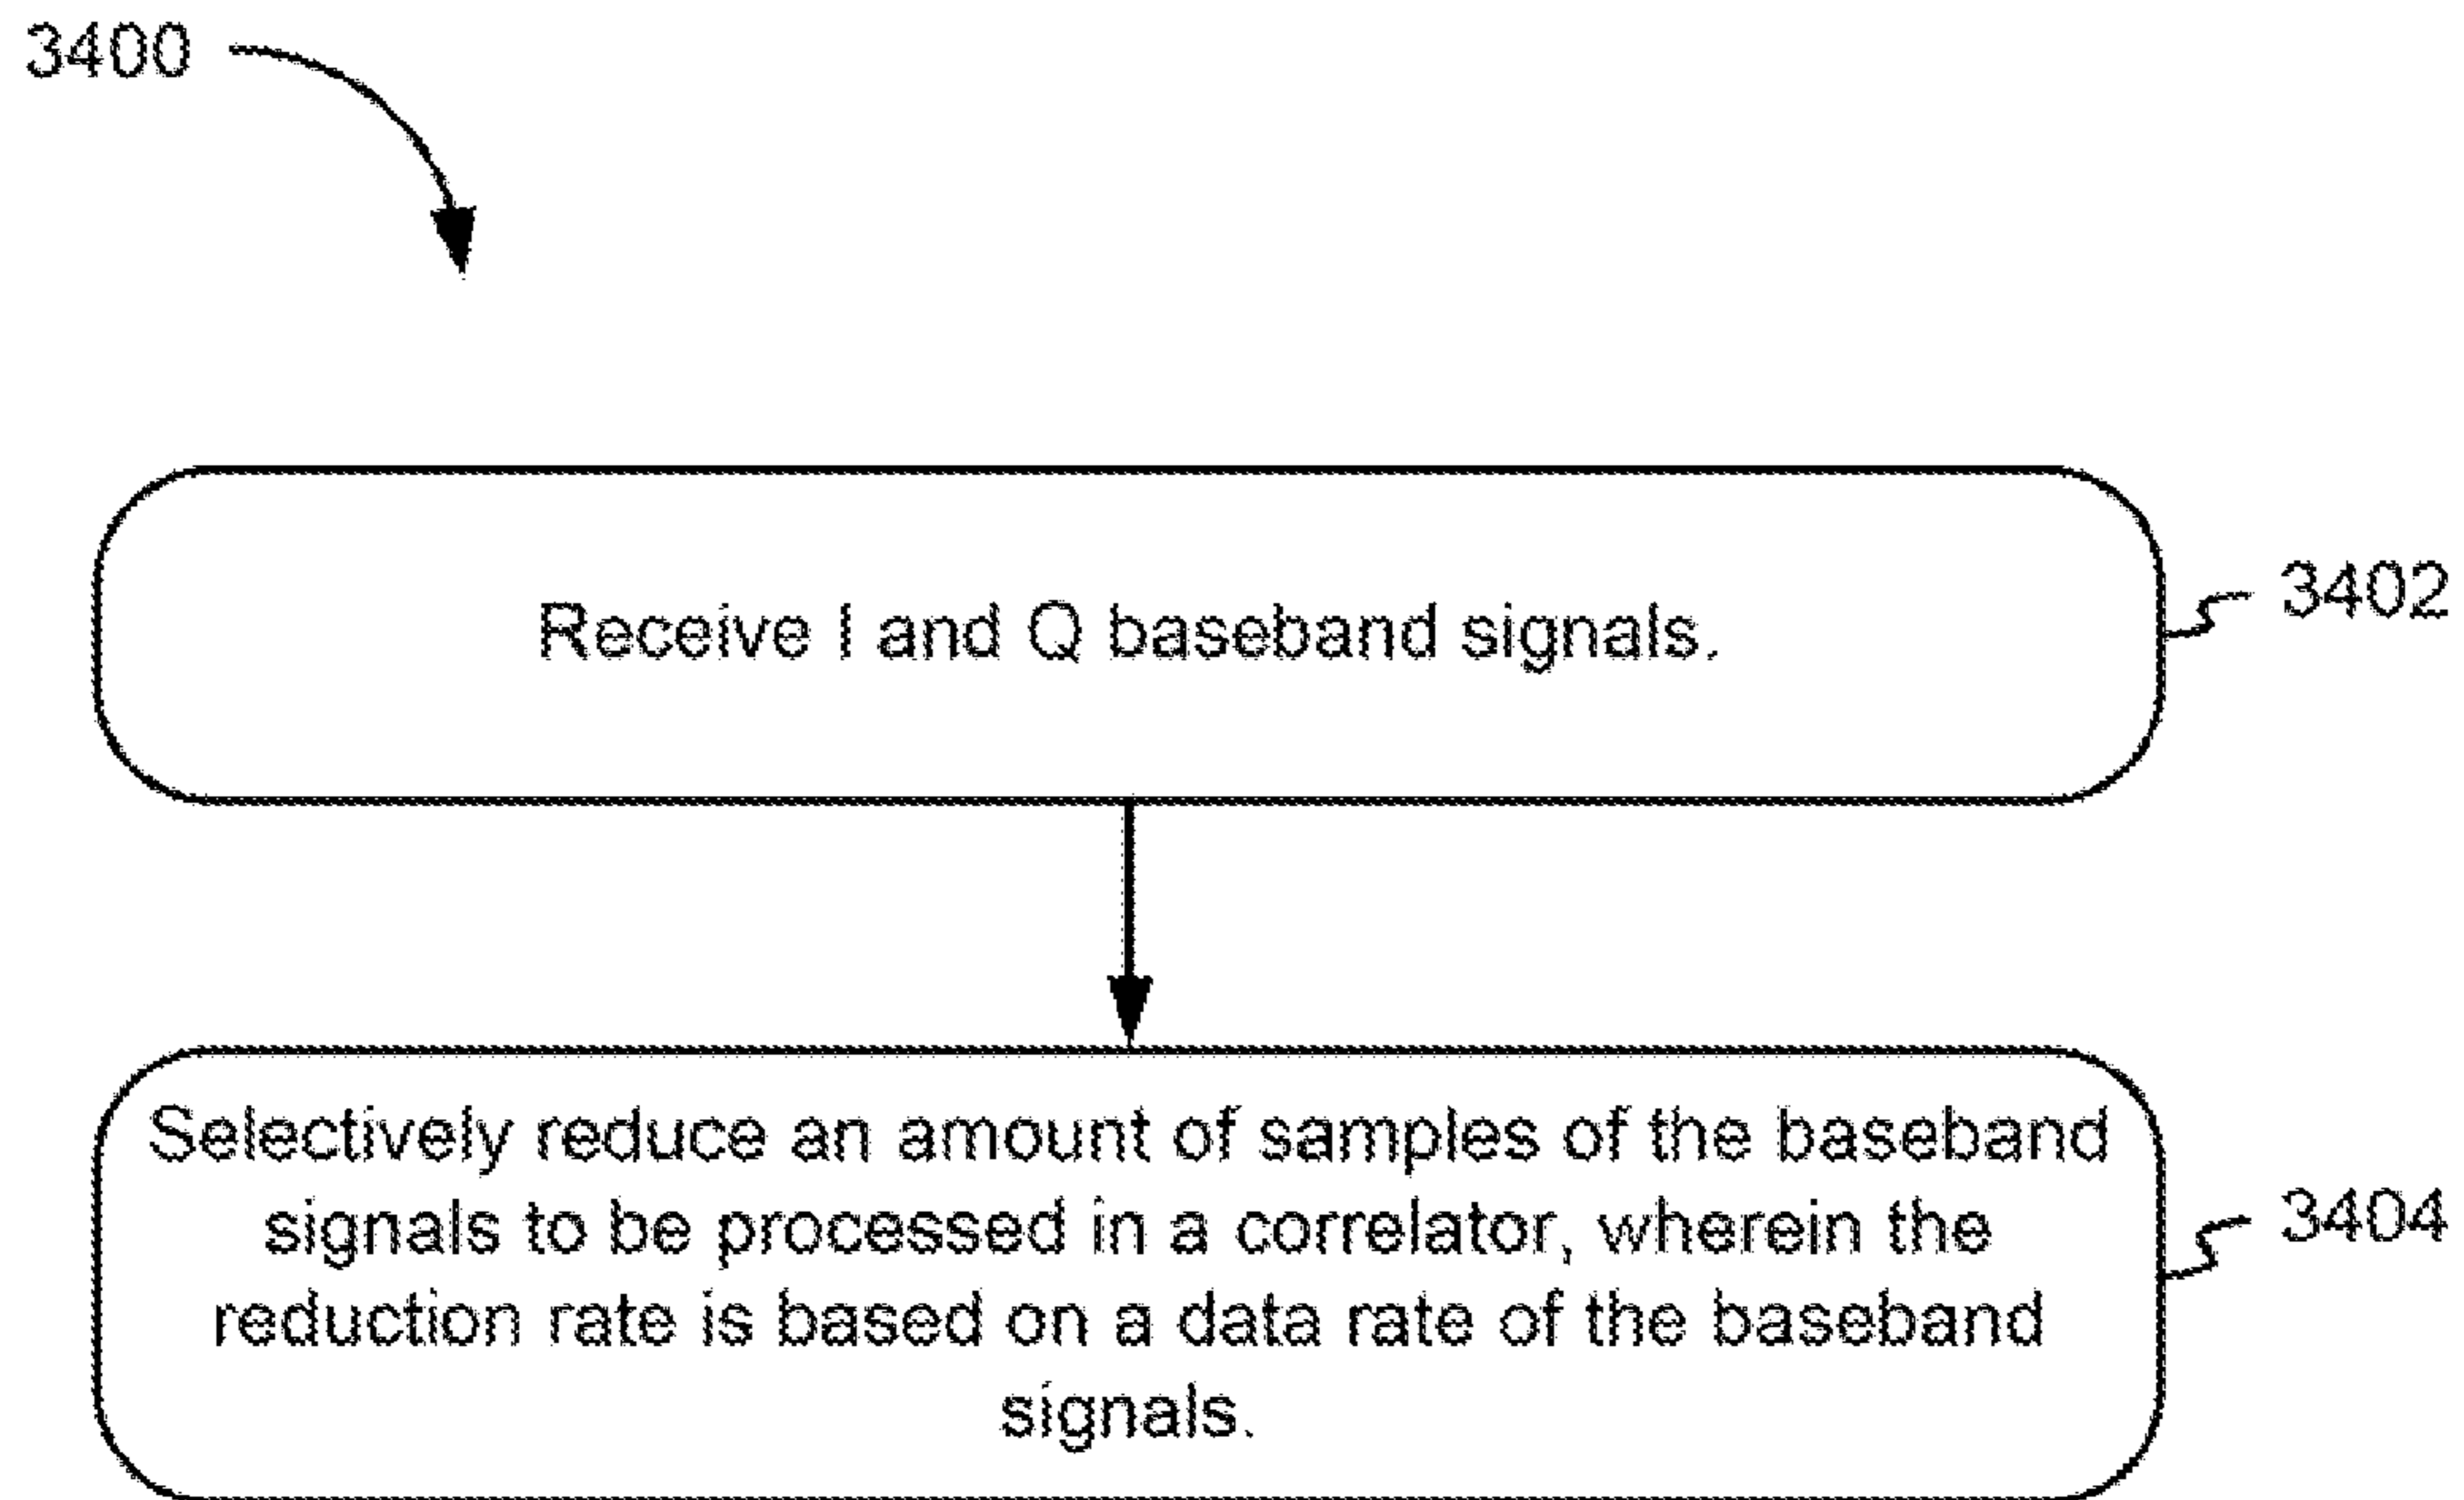 3400
Receive I and Q baseband signals.
3402
Selectively reduce an amount of samples of the baseband
signals to be processed in a correlator, wherein the
reduction rate is based on a data rate of the baseband
signals.
3404